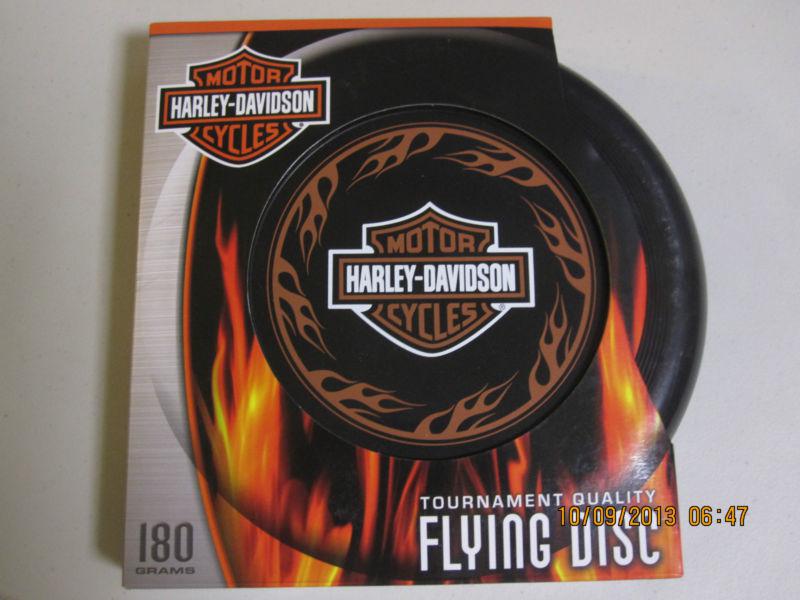 MOTOR
HARLEY-DAVIDSON
CYCLES
®
MOTOR
HARLEY-DAVIDSON
CYCLES
®
TOURNAMENT QUALITY
10/09/2013 06:47
FLYING DISC
180
GRAMS